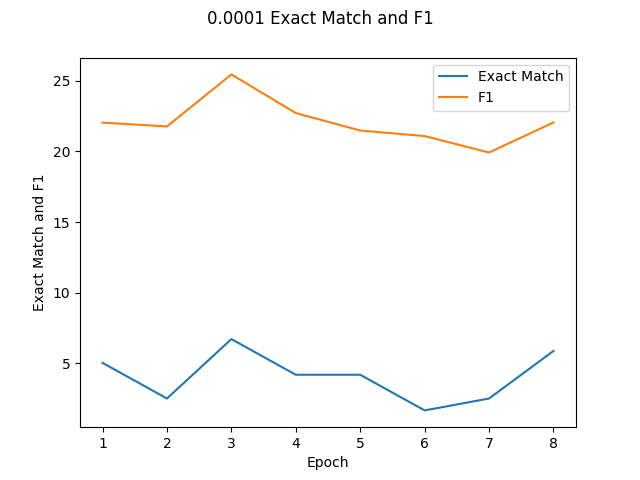 0.0001 Exact Match and F1
Exact Match
F1
Exact Match and F1
25
20
15
10
5
1 2 3 4 5 6 7 8
Epoch